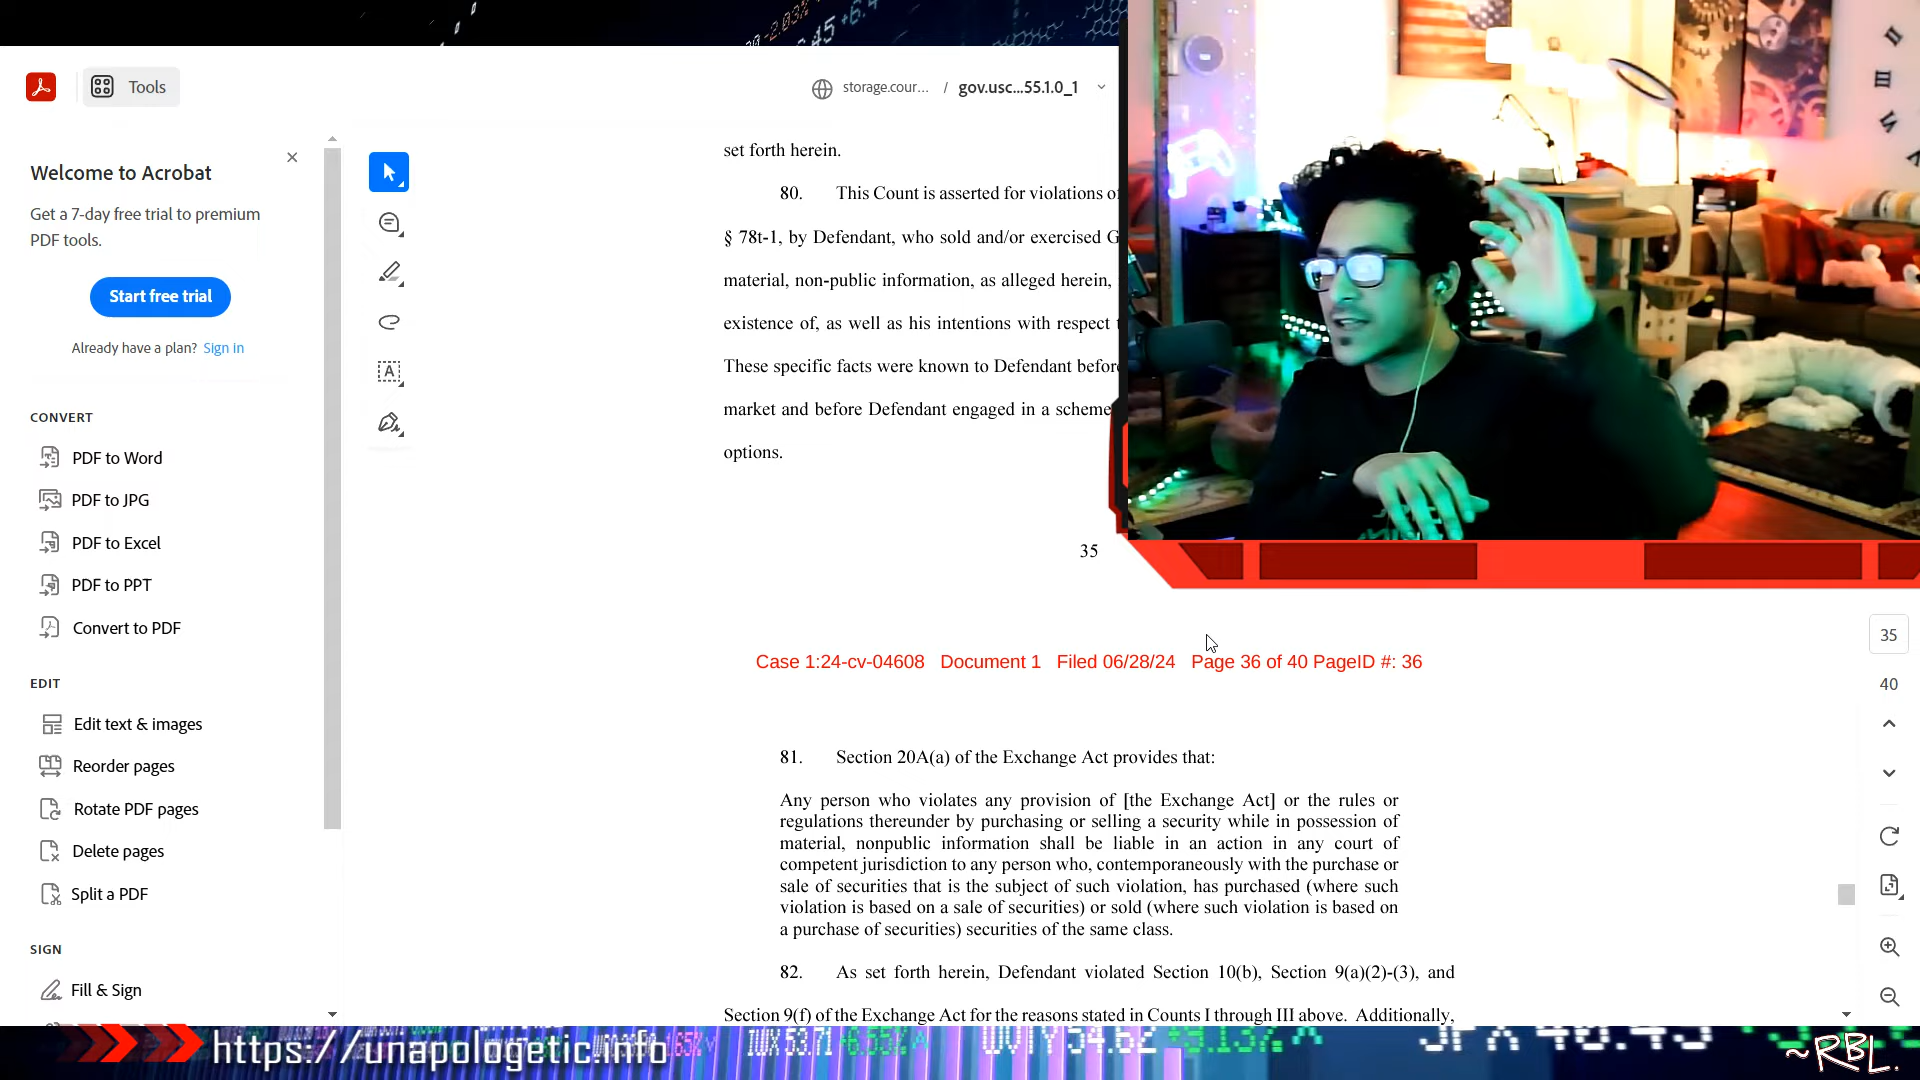 -2.03%
Tools
storage.cour... / gov.usc...55.1.0_1
Welcome to Acrobat
Get a 7-day free trial to premium
PDF tools.
Start free trial
Already have a plan? Sign in
CONVERT
PDF to Word
PDF to JPG
PDF to Excel
PDF to PPT
Convert to PDF
EDIT
Edit text & images
Reorder pages
Rotate PDF pages
Delete pages
Split a PDF
SIGN
Fill & Sign
set forth herein.
80. This Count is asserted for violations of
§ 78t-1, by Defendant, who sold and/or exercised G
material, non-public information, as alleged herein,
existence of, as well as his intentions with respect t
These specific facts were known to Defendant before
market and before Defendant engaged in a scheme
options.
35
Case 1:24-cv-04608 Document 1 Filed 06/28/24 Page 36 of 40 PageID #: 36
81. Section 20A(a) of the Exchange Act provides that:
Any person who violates any provision of [the Exchange Act] or the rules or
regulations thereunder by purchasing or selling a security while in possession of
material, nonpublic information shall be liable in an action in any court of
competent jurisdiction to any person who, contemporaneously with the purchase or
sale of securities that is the subject of such violation, has purchased (where such
violation is based on a sale of securities) or sold (where such violation is based on
a purchase of securities) securities of the same class.
82. As set forth herein, Defendant violated Section 10(b), Section 9(a)(2)-(3), and
Section 9(f) of the Exchange Act for the reasons stated in Counts I through III above. Additionally,
35
40
https://unapologetic.info
~RBL.